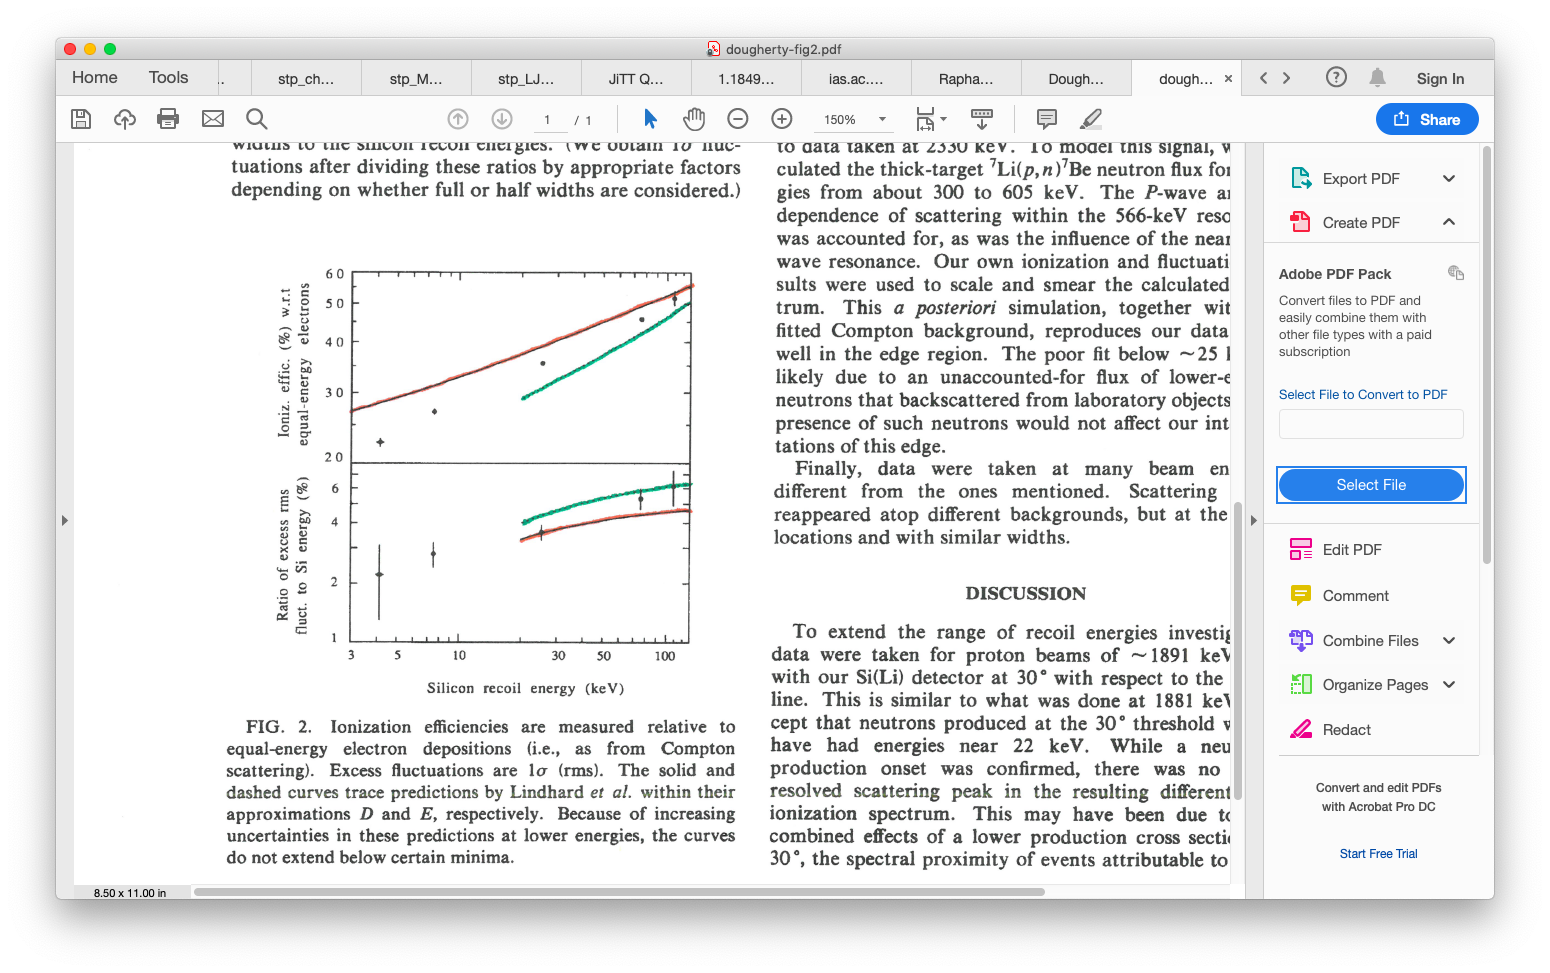 dougherty-fig2.pdf
Home Tools .. stp_ch... stp_M... stp_LJ... JiTT Q... 1.1849... ias.ac.... Rapha... Dough... dough... × Sign In
1 / 1 150% Share
widths to the silicon recoil energies. (We obtain 1σ fluc-
tuations after dividing these ratios by appropriate factors
depending on whether full or half widths are considered.)
Ioniz. effic. (%) w.r.t
equal-energy electrons
60
50
40
30
20
Ratio of excess rms
fluct. to Si energy (%)
6
4
2
1
3 5 10 30 50 100
Silicon recoil energy (keV)
FIG. 2. Ionization efficiencies are measured relative to
equal-energy electron depositions (i.e., as from Compton
scattering). Excess fluctuations are 1σ (rms). The solid and
dashed curves trace predictions by Lindhard et al. within their
approximations D and E, respectively. Because of increasing
uncertainties in these predictions at lower energies, the curves
do not extend below certain minima.
to data taken at 2330 keV. To model this signal, w
culated the thick-target ⁷Li(p,n)⁷Be neutron flux for
gies from about 300 to 605 keV. The P-wave an
dependence of scattering within the 566-keV reso
was accounted for, as was the influence of the near
wave resonance. Our own ionization and fluctuati
sults were used to scale and smear the calculated
trum. This a posteriori simulation, together wit
fitted Compton background, reproduces our data
well in the edge region. The poor fit below ~25 k
likely due to an unaccounted-for flux of lower-e
neutrons that backscattered from laboratory objects
presence of such neutrons would not affect our int
tations of this edge.
Finally, data were taken at many beam en
different from the ones mentioned. Scattering
reappeared atop different backgrounds, but at the
locations and with similar widths.
DISCUSSION
To extend the range of recoil energies investig
data were taken for proton beams of ~1891 keV
with our Si(Li) detector at 30° with respect to the
line. This is similar to what was done at 1881 keV
cept that neutrons produced at the 30° threshold w
have had energies near 22 keV. While a neu
production onset was confirmed, there was no
resolved scattering peak in the resulting different
ionization spectrum. This may have been due to
combined effects of a lower production cross secti
30°, the spectral proximity of events attributable to
8.50 x 11.00 in
Export PDF
Create PDF
Adobe PDF Pack
Convert files to PDF and
easily combine them with
other file types with a paid
subscription
Select File to Convert to PDF
Select File
Edit PDF
Comment
Combine Files
Organize Pages
Redact
Convert and edit PDFs
with Acrobat Pro DC
Start Free Trial